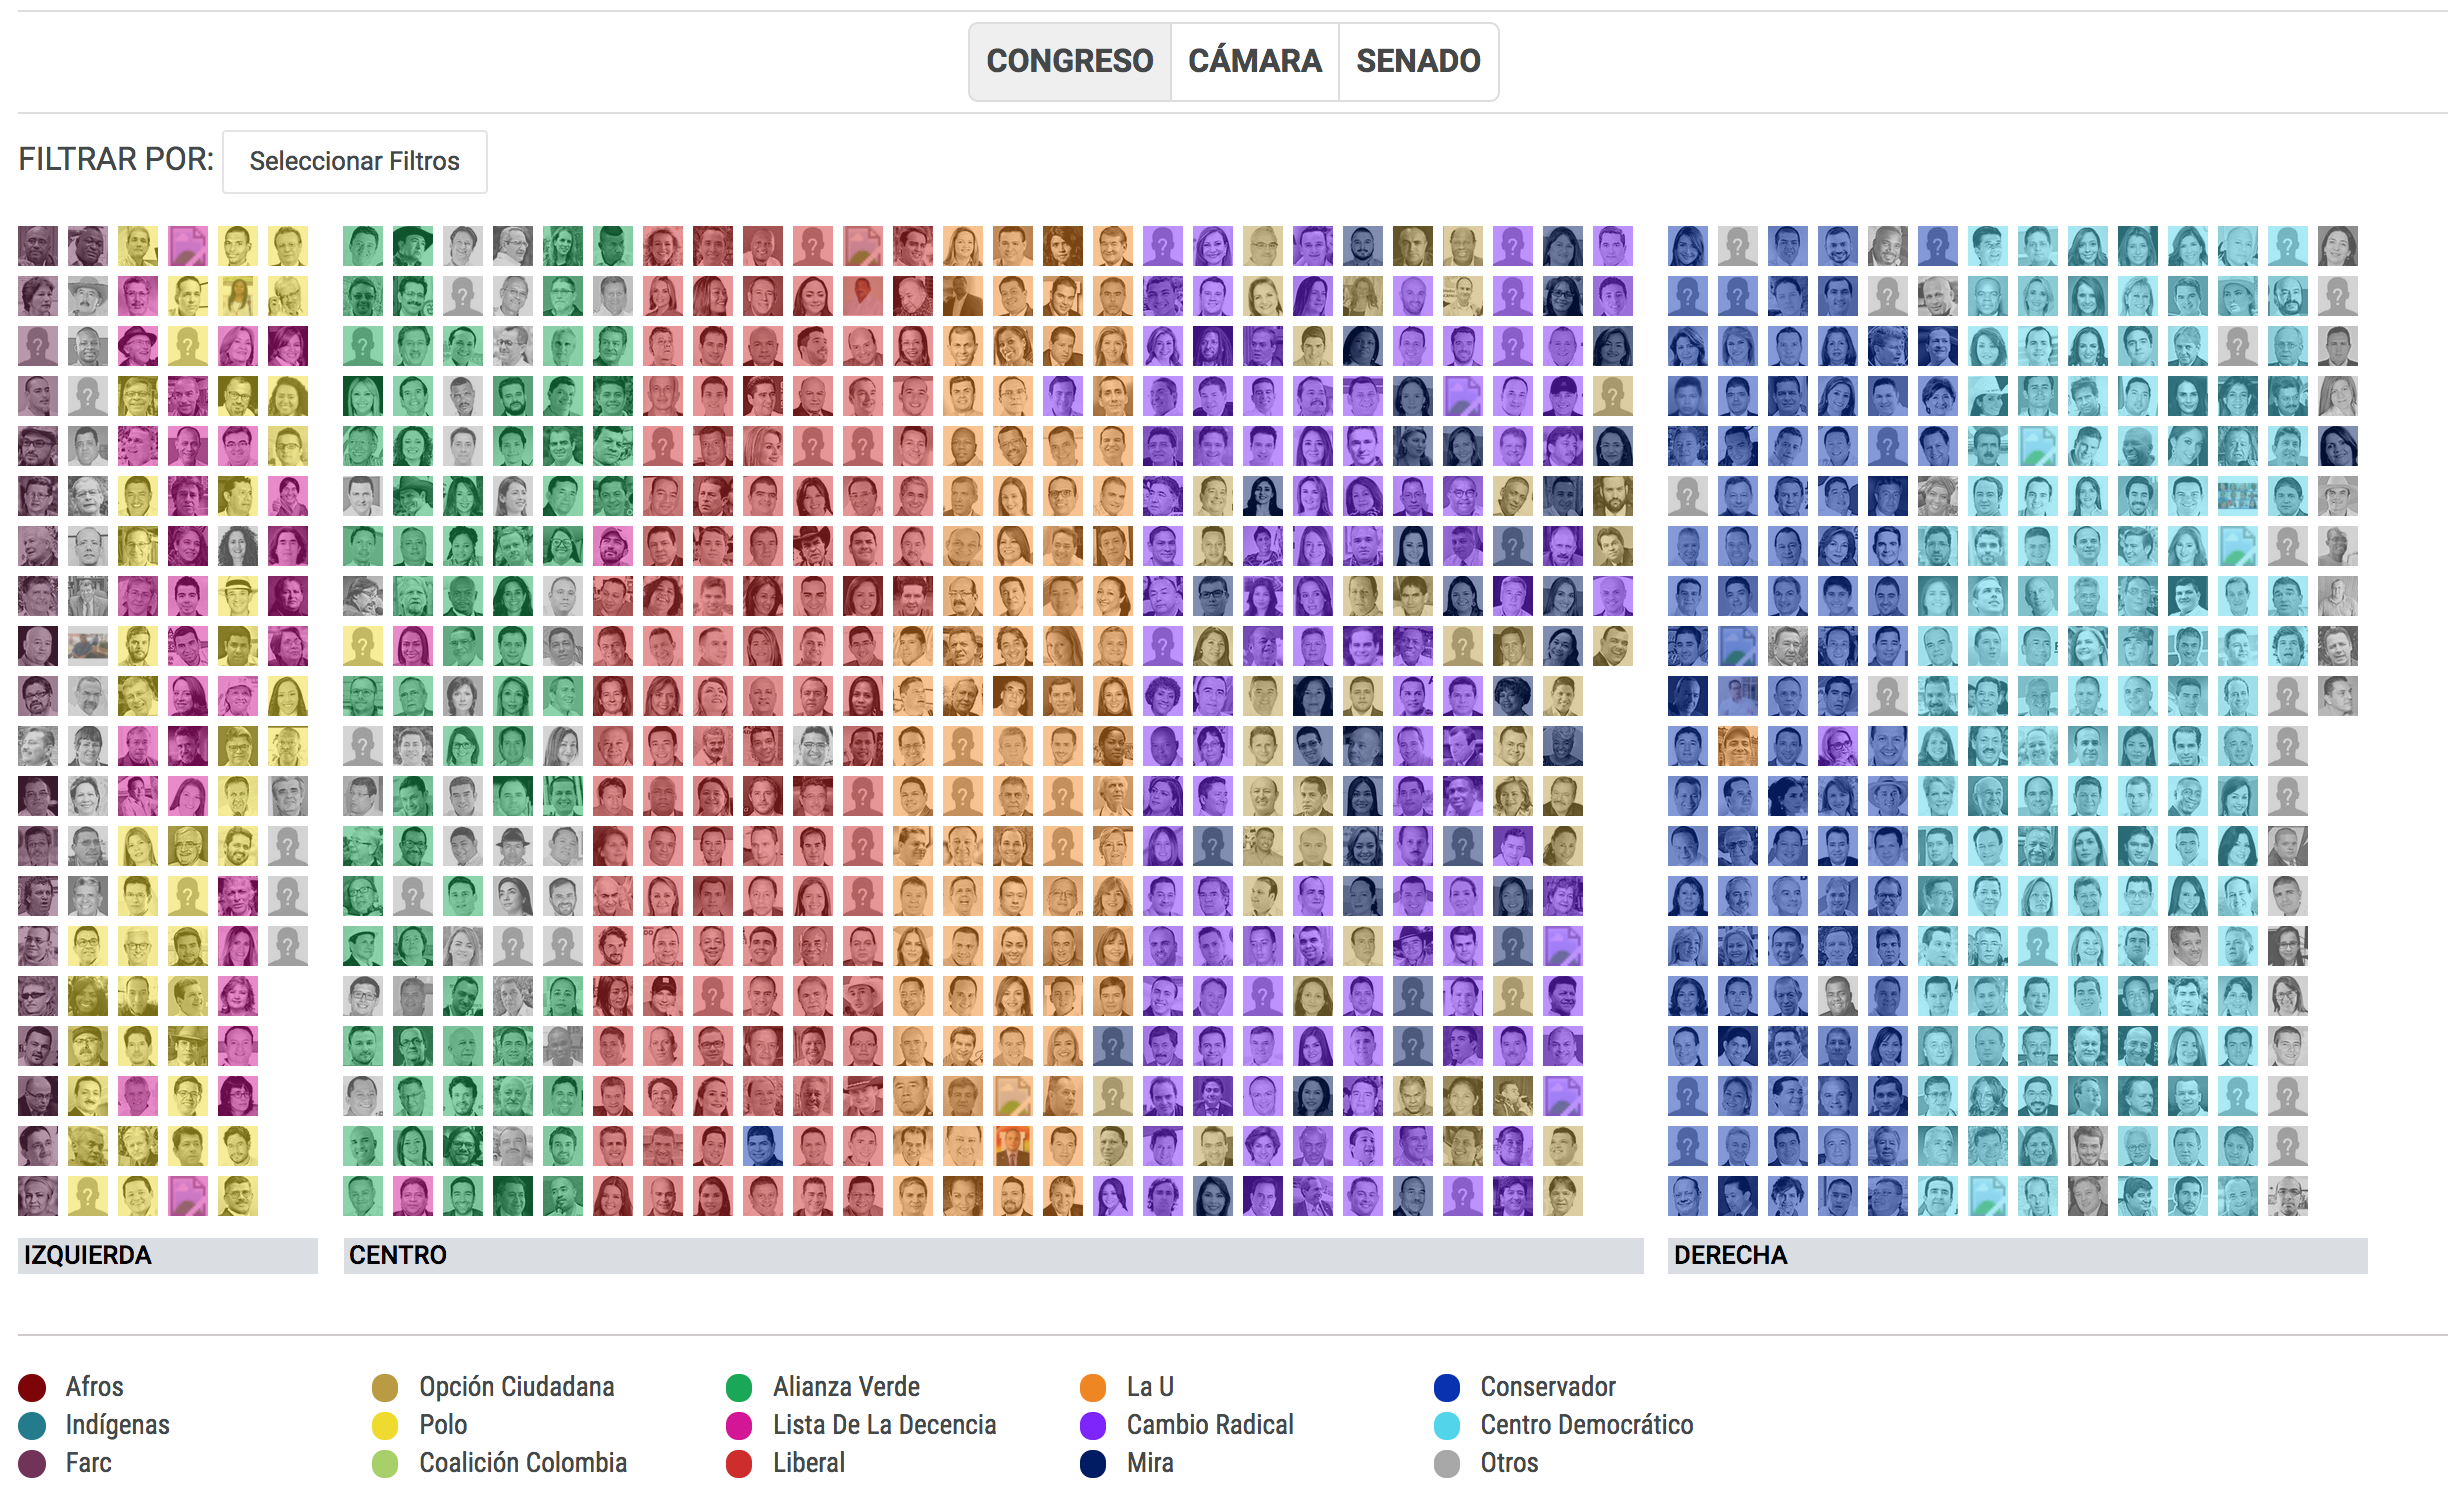 CONGRESO CÁMARA SENADO
FILTRAR POR: Seleccionar Filtros
IZQUIERDA CENTRO DERECHA
Afros Opción Ciudadana Alianza Verde La U Conservador
Indígenas Polo Lista De La Decencia Cambio Radical Centro Democrático
Farc Coalición Colombia Liberal Mira Otros